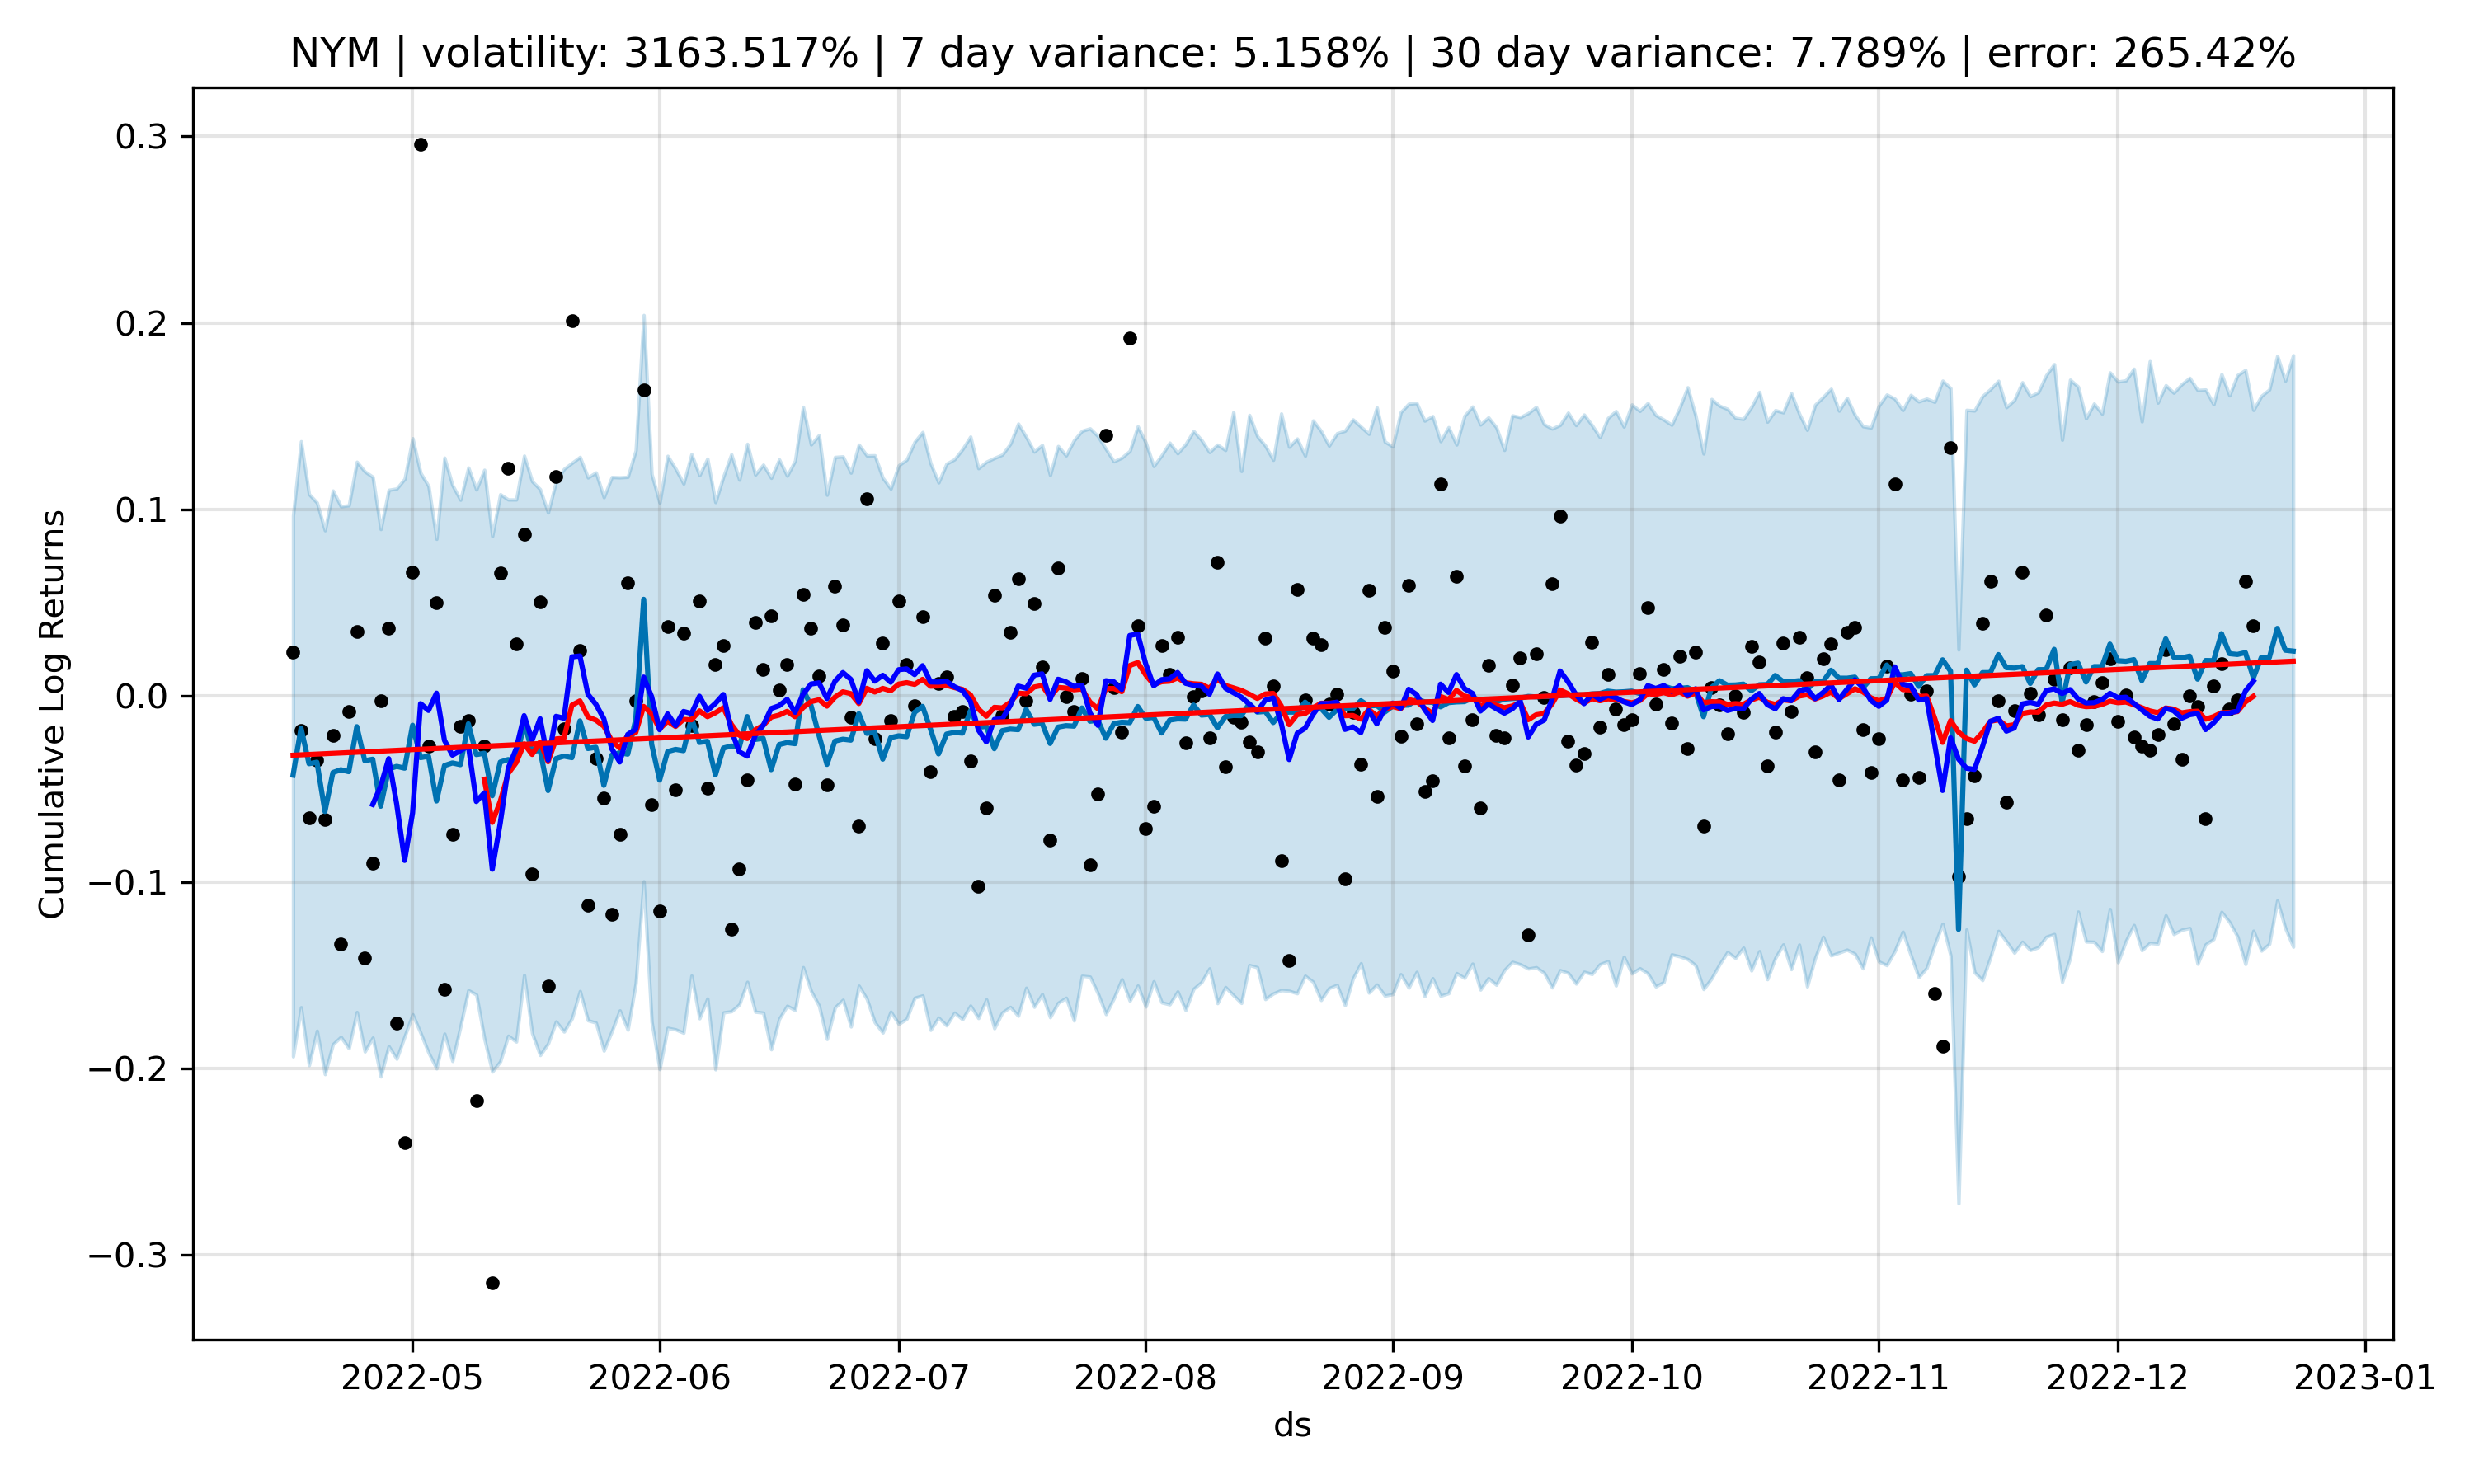 NYM | volatility: 3163.517% | 7 day variance: 5.158% | 30 day variance: 7.789% | error: 265.42%
0.3
0.2
0.1
0.0
−0.1
−0.2
−0.3
Cumulative Log Returns
2022-05 2022-06 2022-07 2022-08 2022-09 2022-10 2022-11 2022-12 2023-01
ds